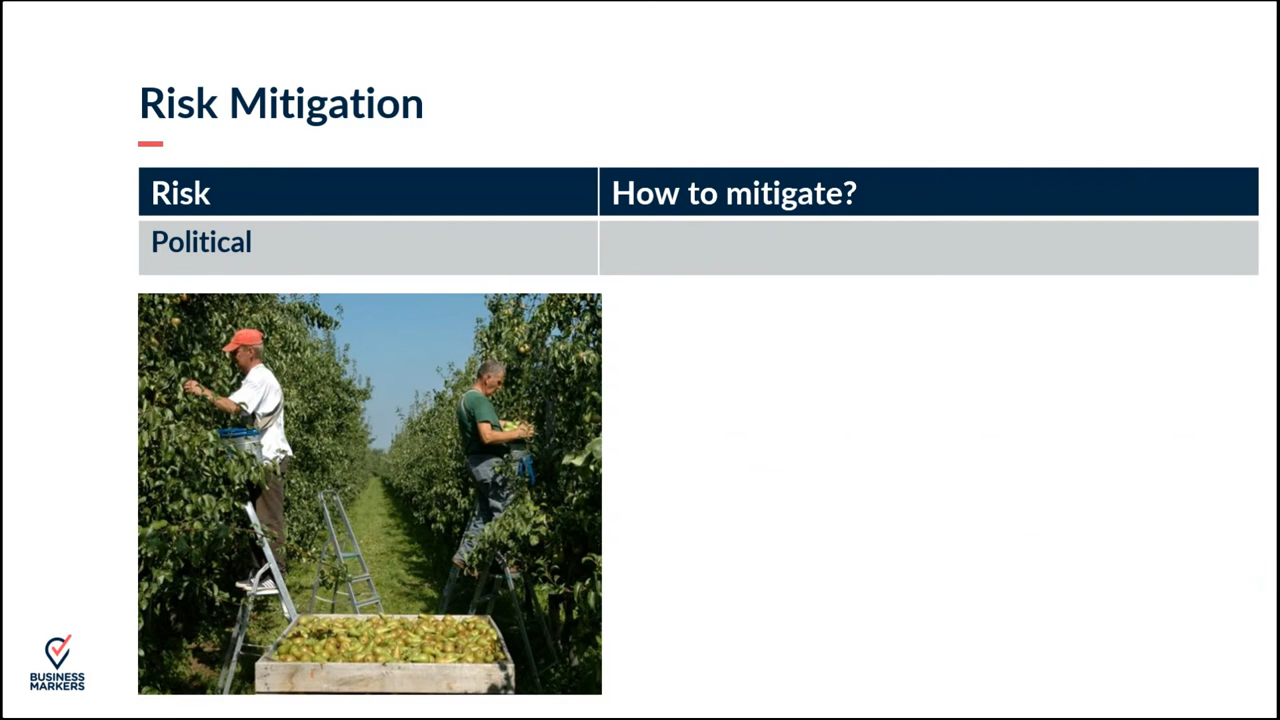 Risk Mitigation
Risk
How to mitigate?
Political
BUSINESS
MARKERS